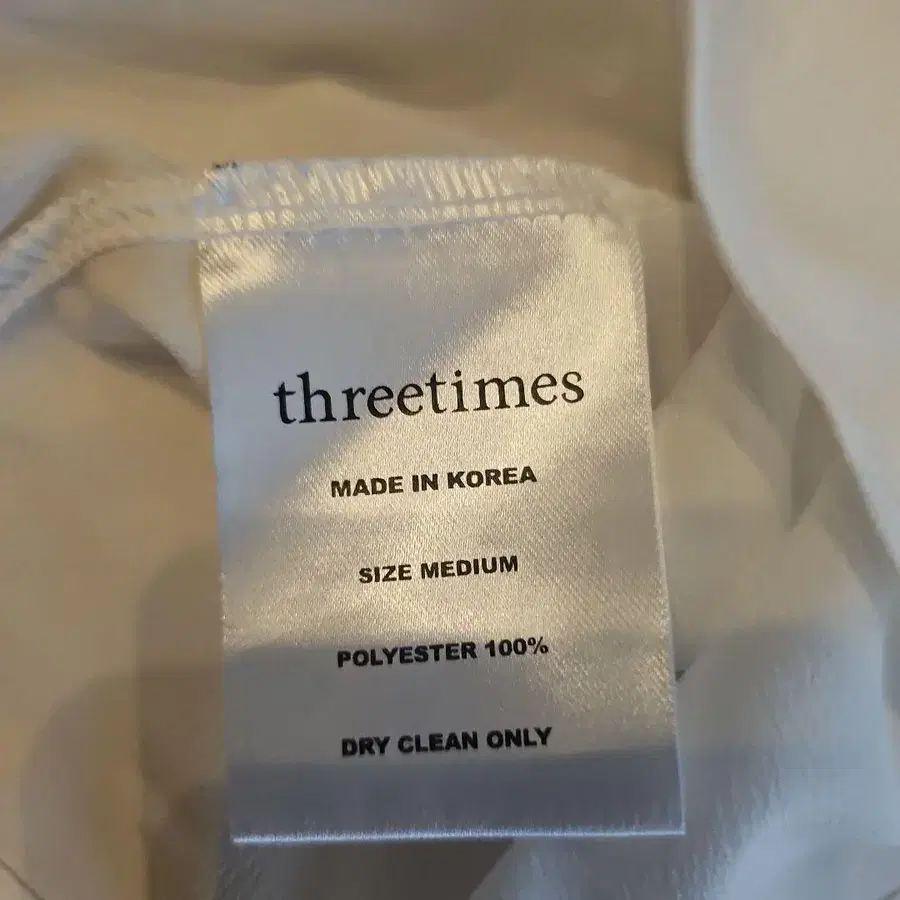 threetimes
MADE IN KOREA
SIZE MEDIUM
POLYESTER 100%
DRY CLEAN ONLY